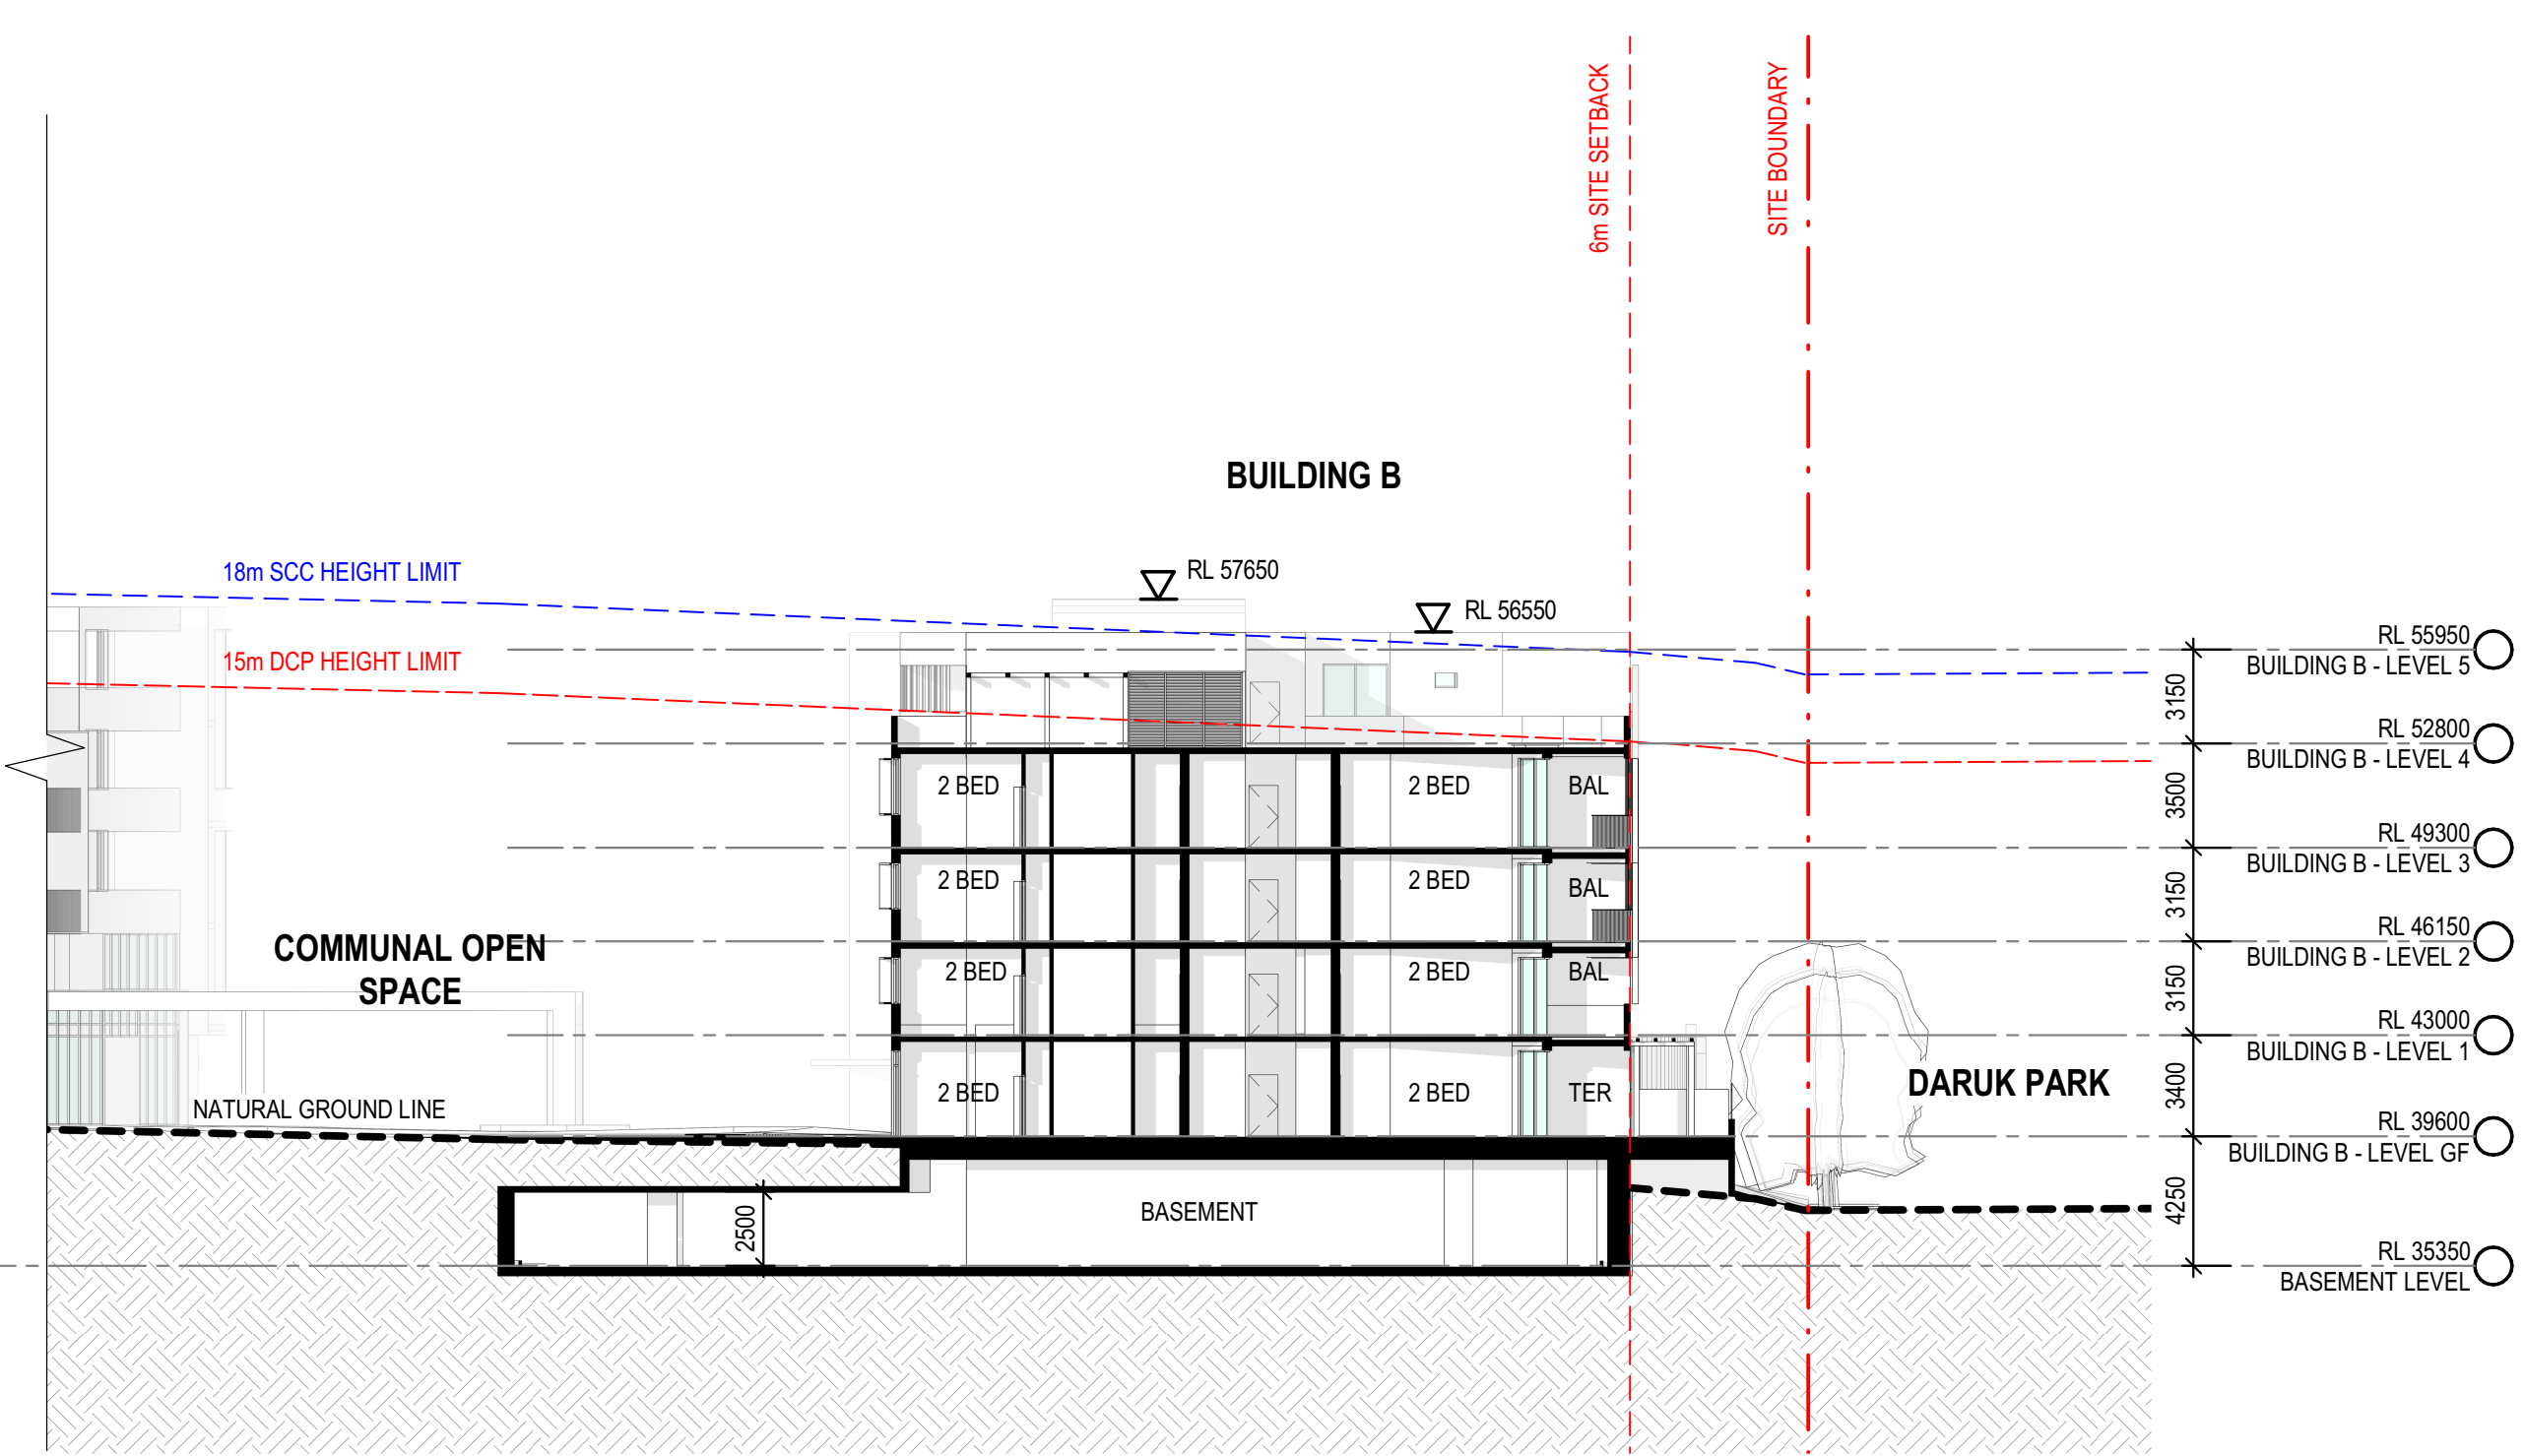 6m SITE SETBACK
SITE BOUNDARY
BUILDING B
18m SCC HEIGHT LIMIT
RL 57650
RL 56550
15m DCP HEIGHT LIMIT
RL 55950
BUILDING B - LEVEL 5
3150
RL 52800
BUILDING B - LEVEL 4
2 BED
2 BED
BAL
3500
RL 49300
BUILDING B - LEVEL 3
2 BED
2 BED
BAL
3150
RL 46150
BUILDING B - LEVEL 2
COMMUNAL OPEN
SPACE
2 BED
2 BED
BAL
3150
RL 43000
BUILDING B - LEVEL 1
NATURAL GROUND LINE
2 BED
2 BED
TER
DARUK PARK
3400
RL 39600
BUILDING B - LEVEL GF
2500
BASEMENT
4250
RL 35350
BASEMENT LEVEL